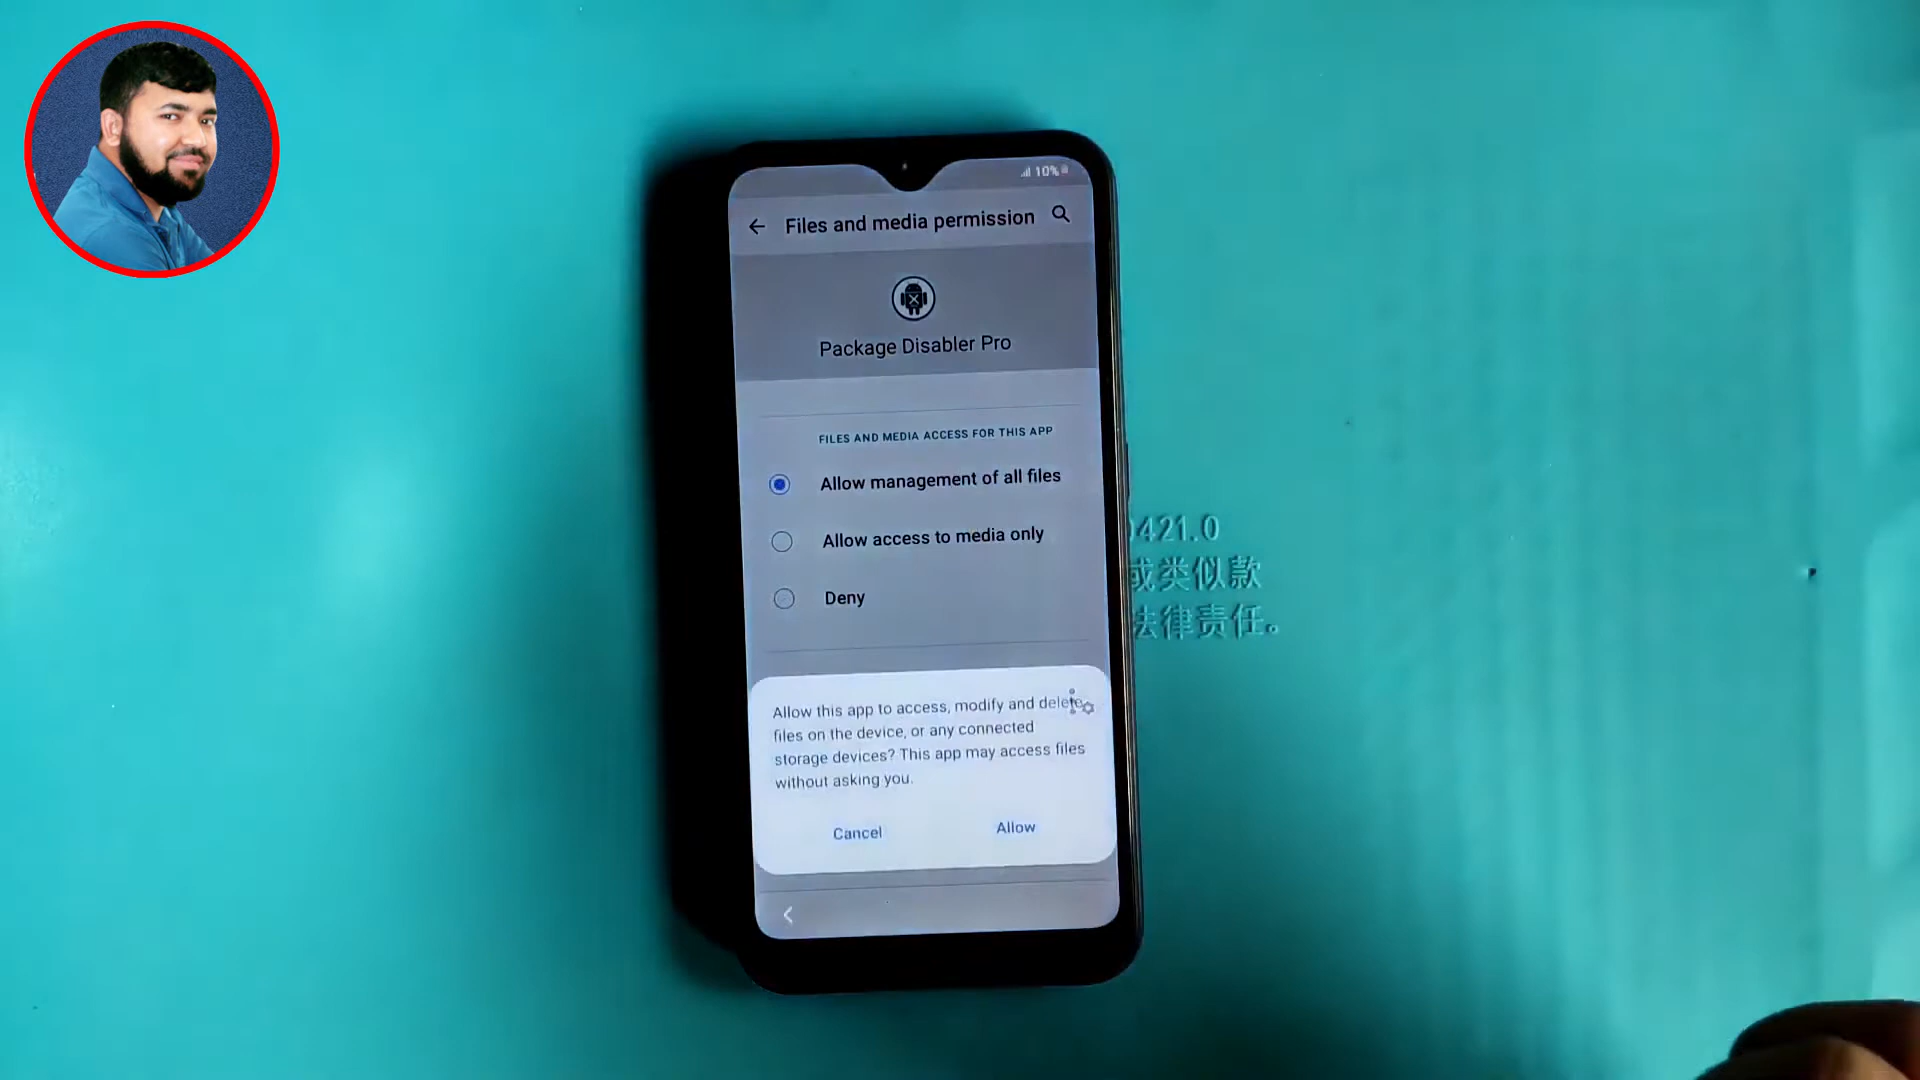 10%
Files and media permission
Package Disabler Pro
FILES AND MEDIA ACCESS FOR THIS APP
Allow management of all files
Allow access to media only
Deny
Allow this app to access, modify and delete
files on the device, or any connected
storage devices? This app may access files
without asking you.
Cancel
Allow
0421.0
或类似款
法律责任。